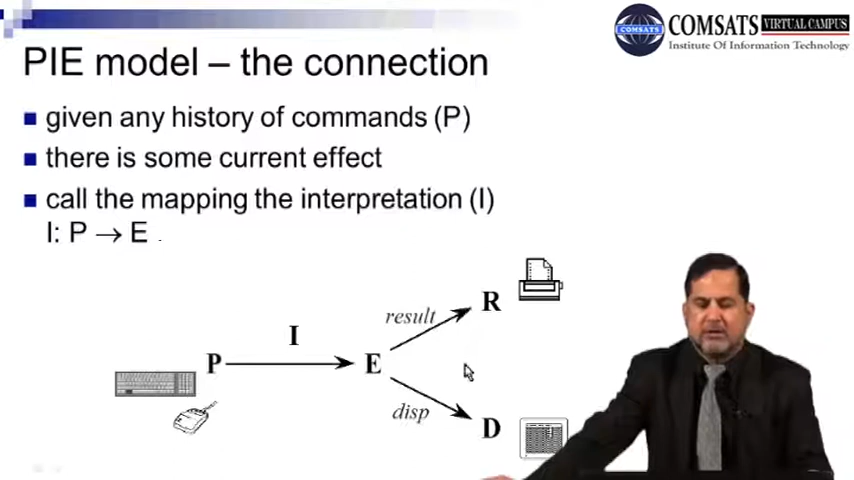 COMSATS VIRTUAL CAMPUS
COMSATS
Institute Of Information Technology
PIE model – the connection
given any history of commands (P)
there is some current effect
call the mapping the interpretation (I)
I: P → E
result
R
I
P
E
disp
D